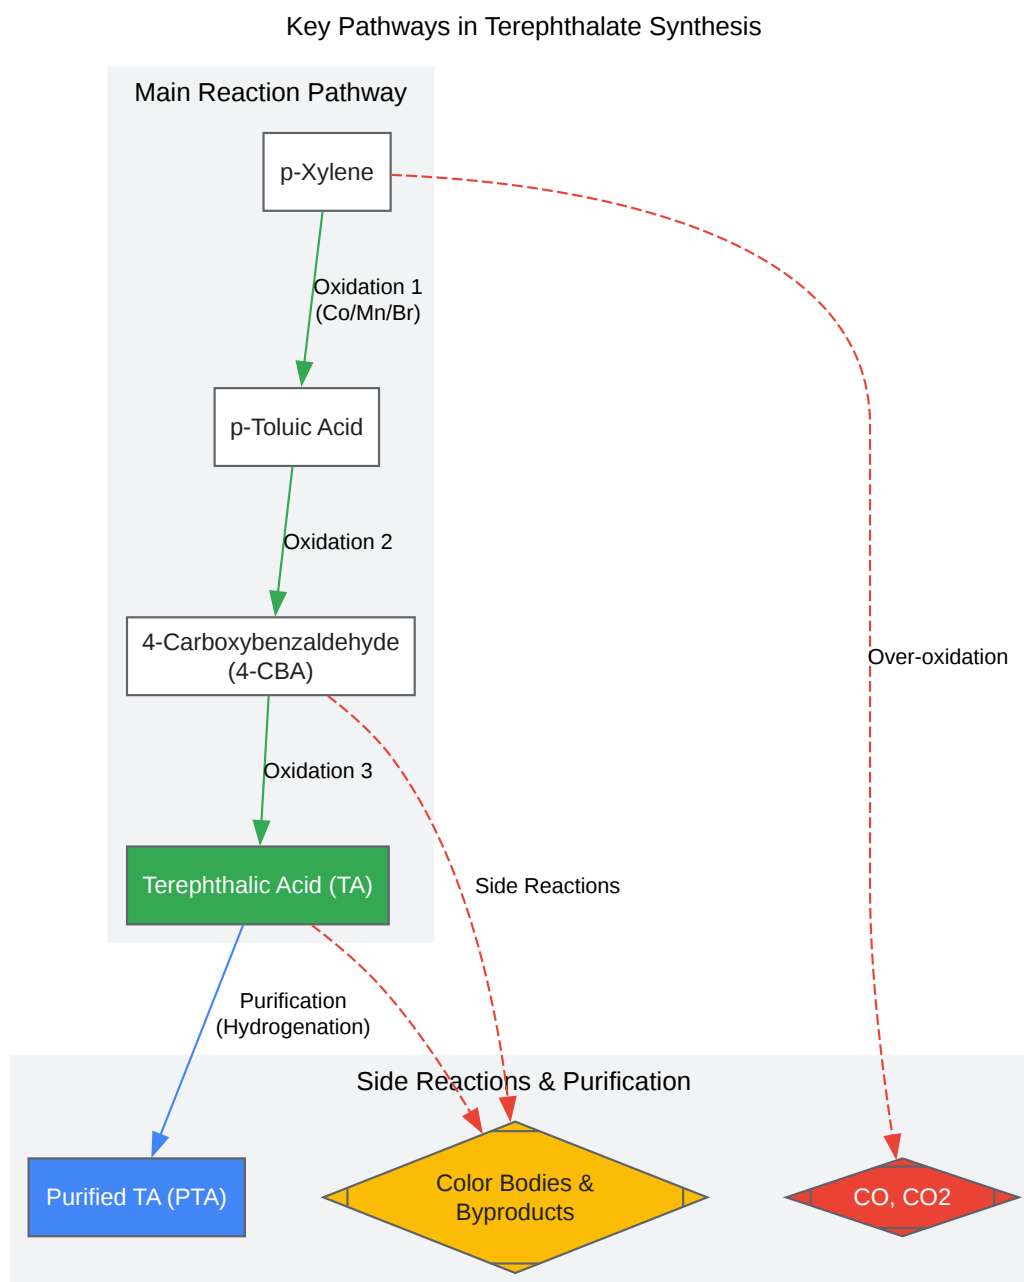 Key Pathways in Terephthalate Synthesis
Main Reaction Pathway
p-Xylene
Oxidation 1
(Co/Mn/Br)
p-Toluic Acid
Oxidation 2
4-Carboxybenzaldehyde
(4-CBA)
Over-oxidation
Oxidation 3
Terephthalic Acid (TA)
Side Reactions
Purification
(Hydrogenation)
Side Reactions & Purification
Purified TA (PTA)
Color Bodies &
Byproducts
CO, CO2